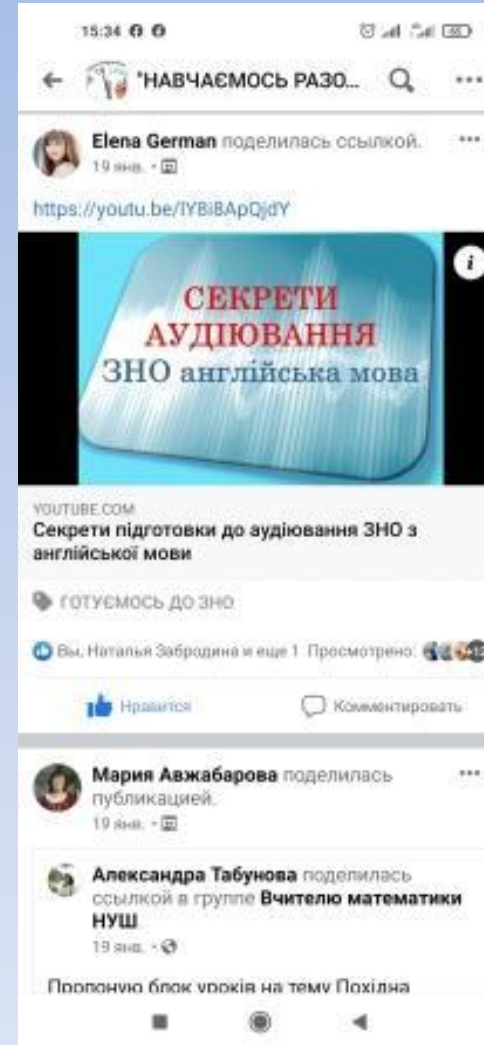 15:34
"НАВЧАЄМОСЬ РАЗО...
Elena German поделилась ссылкой.
19 янв.
https://youtu.be/IYBi8ApQjdY
СЕКРЕТИ
АУДІЮВАННЯ
ЗНО англійська мова
YOUTUBE.COM
Секрети підготовки до аудіювання ЗНО з
англійської мови
ГОТУЄМОСЬ ДО ЗНО
Вы, Наталья Забродина и еще 1 Просмотрено:
Нравится
Комментировать
Мария Авжабарова поделилась
публикацией.
19 янв.
Александра Табунова поделилась
ссылкой в группе Вчителю математики
НУШ.
19 янв.
Пропоную блок уроків на тему Похідна